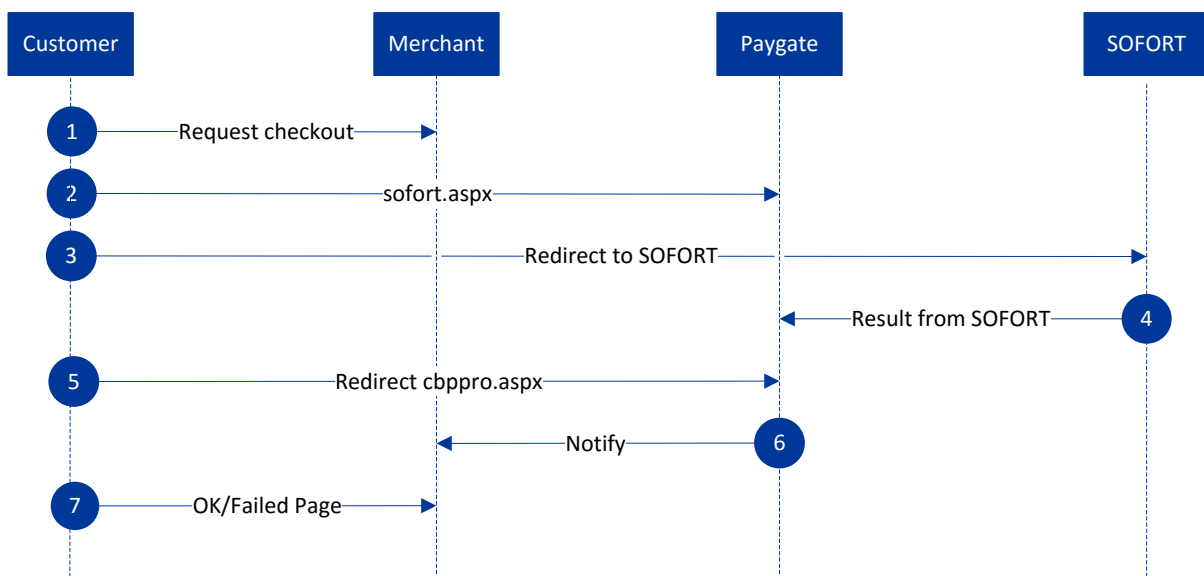 Customer
Merchant
Paygate
SOFORT
1
Request checkout
2
sofort.aspx
3
Redirect to SOFORT
Result from SOFORT
4
5
Redirect cbppro.aspx
Notify
6
7
OK/Failed Page